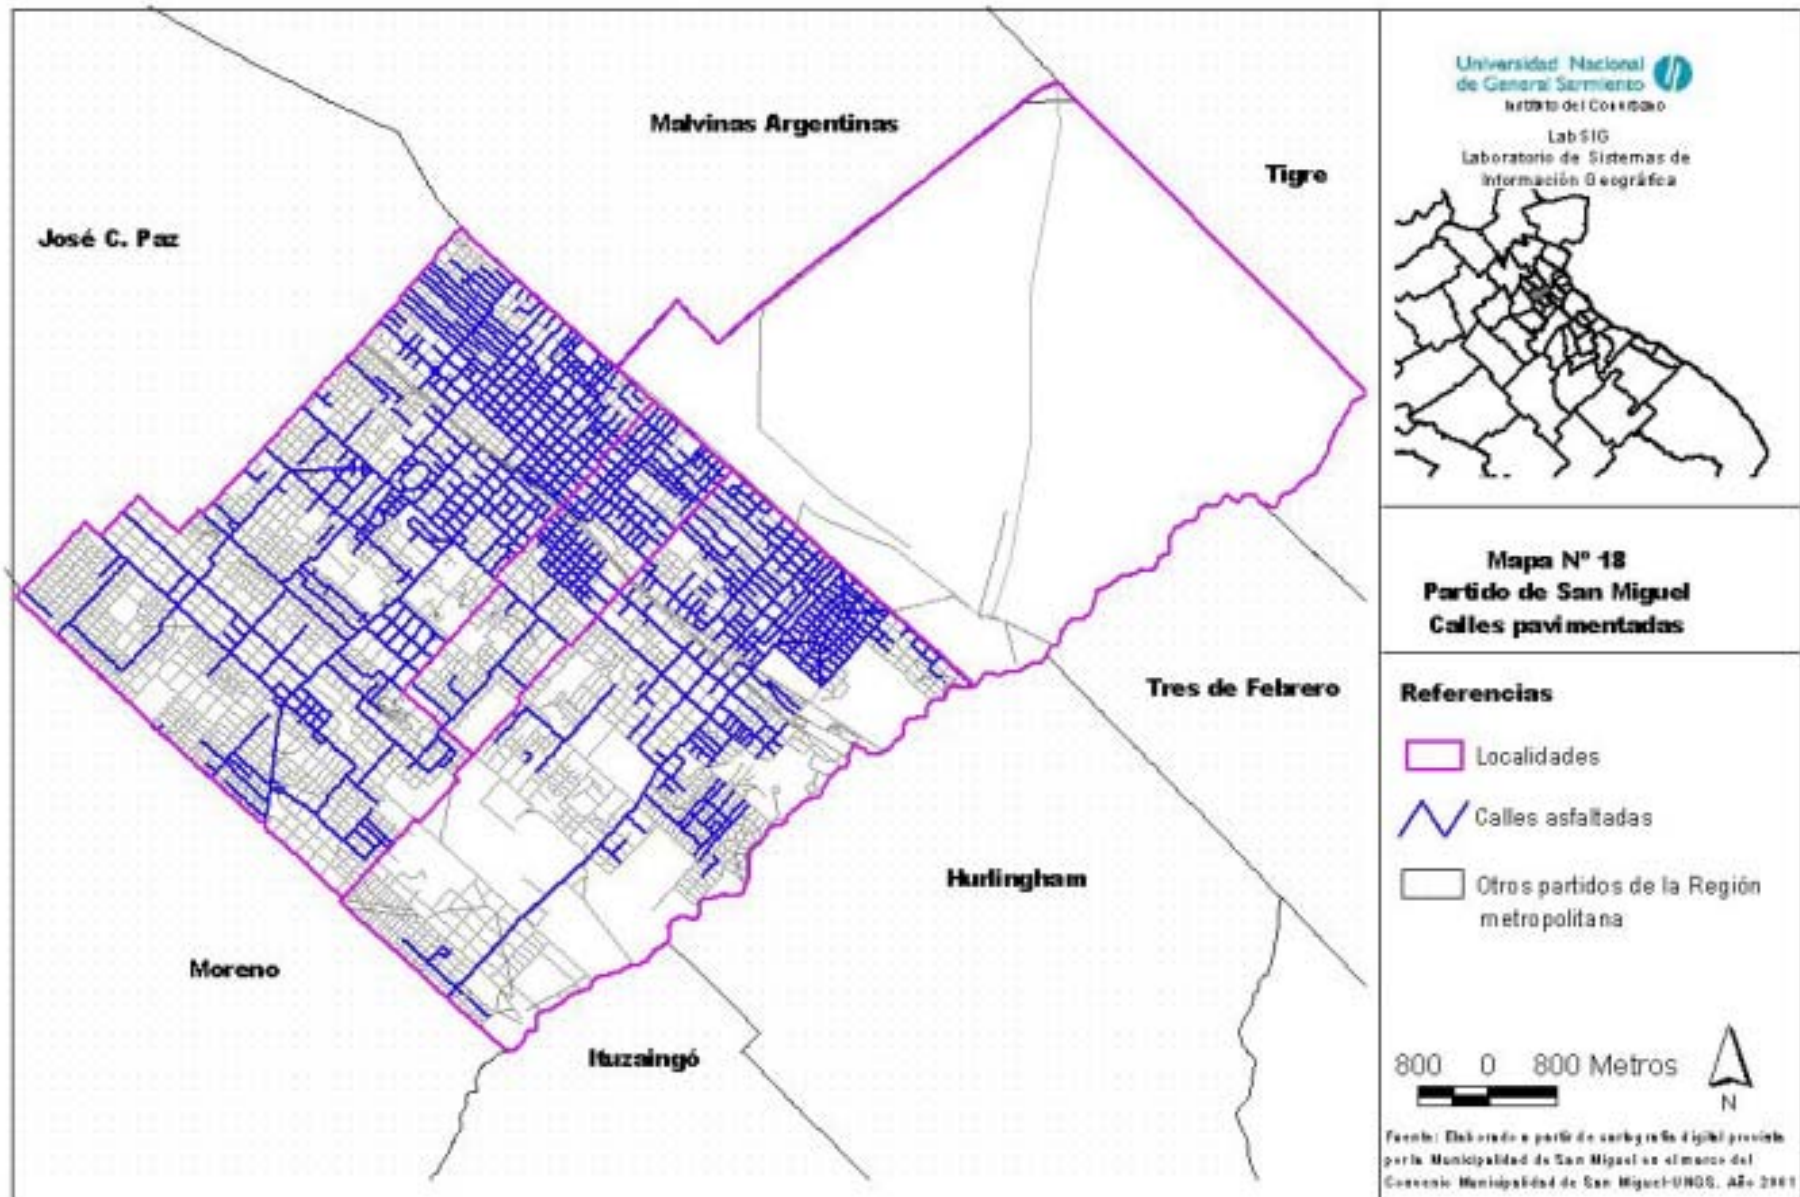 Malvinas Argentinas
Tigre
José C. Paz
Tres de Febrero
Hurlingham
Moreno
Ituzaingó
Universidad Nacional
de General Sarmiento
Instituto del Conurbano
Lab SIG
Laboratorio de Sistemas de
Información Geográfica
Mapa Nº 18
Partido de San Miguel
Calles pavimentadas
Referencias
Localidades
Calles asfaltadas
Otros partidos de la Región
metropolitana
800 0 800 Metros
N
Fuente: Elaborado a partir de cartografía digital provista
por la Municipalidad de San Miguel en el marco del
Convenio Municipalidad de San Miguel-UNGS. Año 2001